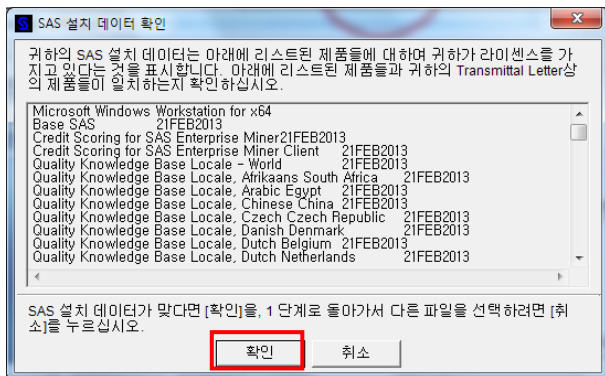 SAS 설치 데이터 확인
귀하의 SAS 설치 데이터는 아래에 리스트된 제품들에 대하여 귀하가 라이센스를 가
지고 있다는 것을 표시합니다. 아래에 리스트된 제품들과 귀하의 Transmittal Letter상
의 제품들이 일치하는지 확인하십시오.
Microsoft Windows Workstation for x64
Base SAS 21FEB2013
Credit Scoring for SAS Enterprise Miner21FEB2013
Credit Scoring for SAS Enterprise Miner Client 21FEB2013
Quality Knowledge Base Locale - World 21FEB2013
Quality Knowledge Base Locale, Afrikaans South Africa 21FEB2013
Quality Knowledge Base Locale, Arabic Egypt 21FEB2013
Quality Knowledge Base Locale, Chinese China 21FEB2013
Quality Knowledge Base Locale, Czech Czech Republic 21FEB2013
Quality Knowledge Base Locale, Danish Denmark 21FEB2013
Quality Knowledge Base Locale, Dutch Belgium 21FEB2013
Quality Knowledge Base Locale, Dutch Netherlands 21FEB2013
SAS 설치 데이터가 맞다면 [확인]을, 1 단계로 돌아가서 다른 파일을 선택하려면 [취
소]를 누르십시오.
확인 취소